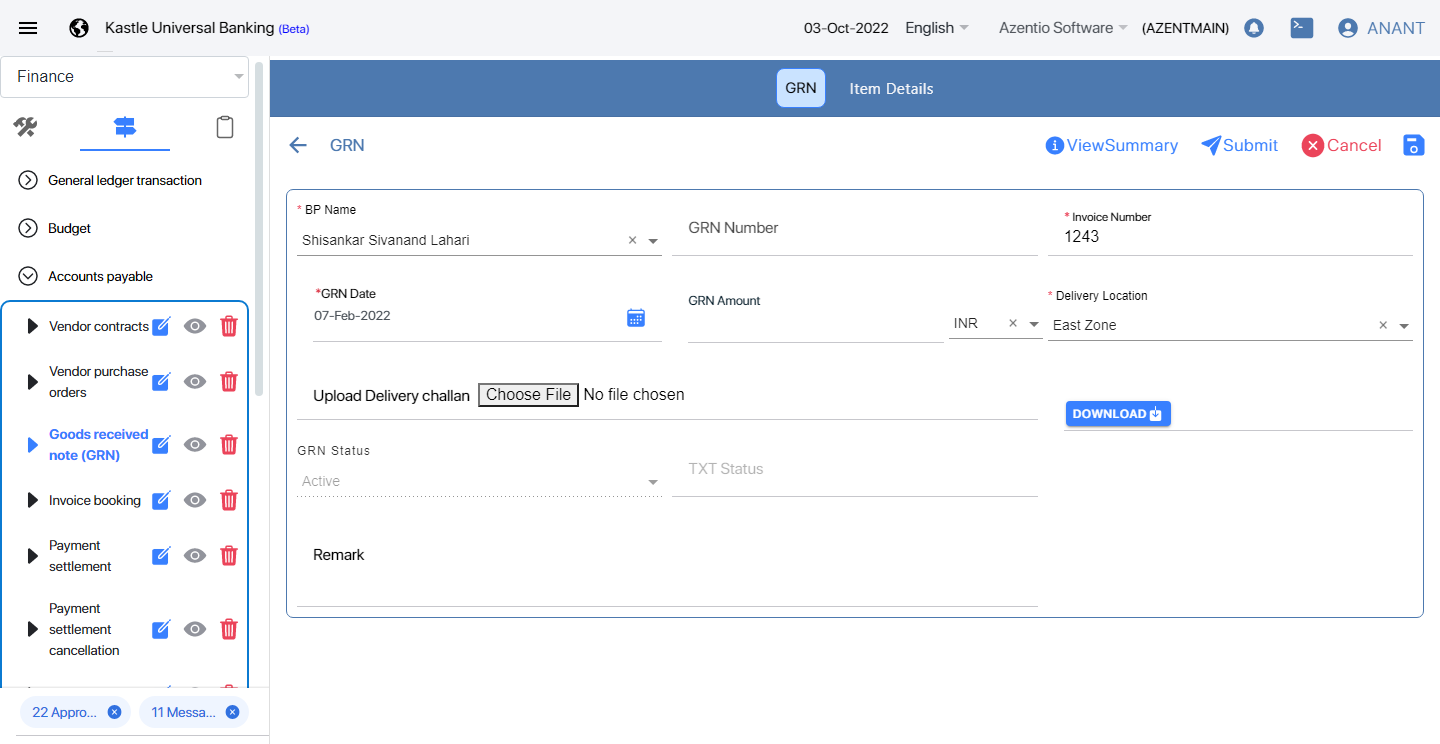 Kastle Universal Banking (Beta)
03-Oct-2022 English Azentio Software (AZENTMAIN) ANANT
Finance
General ledger transaction
Budget
Accounts payable
Vendor contracts
Vendor purchase
orders
Goods received
note (GRN)
Invoice booking
Payment
settlement
Payment
settlement
cancellation
22 Appro...
11 Messa...
GRN Item Details
GRN
ViewSummary Submit Cancel
* BP Name
Shisankar Sivanand Lahari
GRN Number
* Invoice Number
1243
*GRN Date
07-Feb-2022
GRN Amount
INR
* Delivery Location
East Zone
Upload Delivery challan Choose File No file chosen
DOWNLOAD
GRN Status
Active
TXT Status
Remark